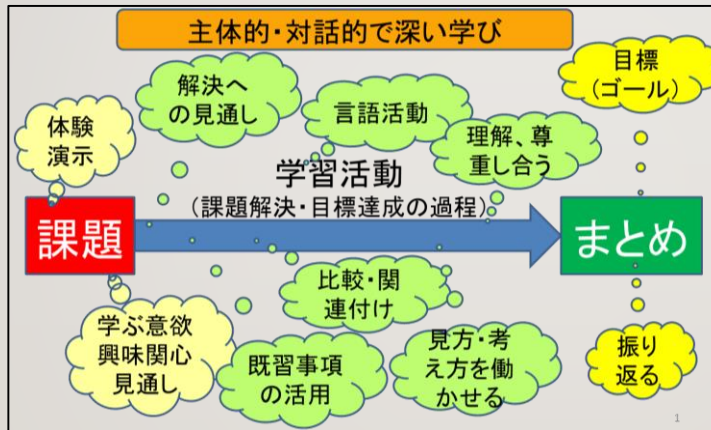 主体的・対話的で深い学び
解決へ
の見通し
言語活動
目標
(ゴール)
体験
演示
理解、尊
重し合う
学習活動
(課題解決・目標達成の過程)
課題
まとめ
学ぶ意欲
興味関心
見通し
比較・関
連付け
既習事項
の活用
見方・考
え方を働
かせる
振り
返る
1